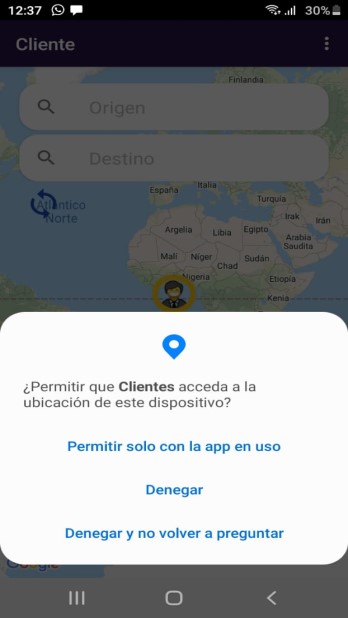 12:37
30%
Cliente
Finlandia
Origen
Destino
España
Italia
Turquía
Atlántico
Norte
Irak
Irán
Argelia
Libia
Egipto
Arabia
Saudita
Malí
Níger
Chad
Sudán
Nigeria
Etiopía
Kenia
¿Permitir que Clientes acceda a la
ubicación de este dispositivo?
Permitir solo con la app en uso
Denegar
Denegar y no volver a preguntar
Google